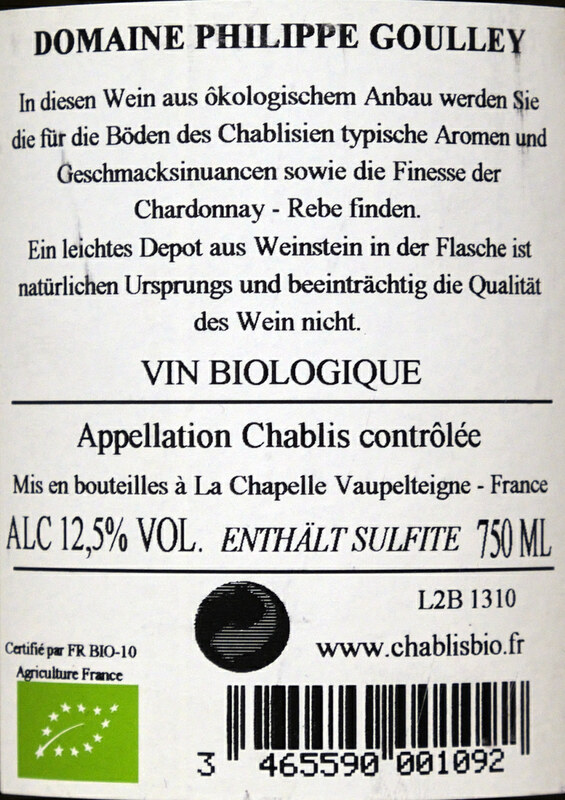 DOMAINE PHILIPPE GOULLEY
In diesen Wein aus ôkologischem Anbau werden Sie
die für die Böden des Chablisien typische Aromen und
Geschmacksinuancen sowie die Finesse der
Chardonnay - Rebe finden.
Ein leichtes Depot aus Weinstein in der Flasche ist
natürlichen Ursprungs und beeinträchtig die Qualität
des Wein nicht.
VIN BIOLOGIQUE
Appellation Chablis contrôlée
Mis en bouteilles à La Chapelle Vaupelteigne - France
ALC 12,5% VOL. ENTHÄLT SULFITE 750 ML
L2B 1310
www.chablisbio.fr
Certifié par FR BIO-10
Agriculture France
3 465590 001092